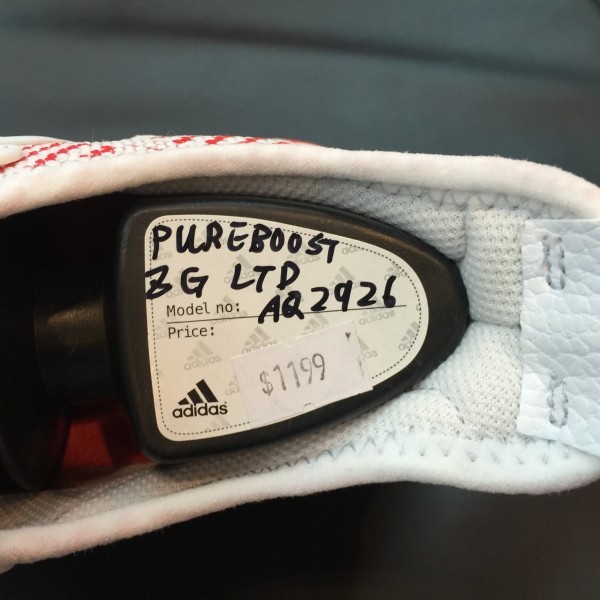 PUREBOOST
ZG LTD
Model no: AQ2926
Price:
$1199
adidas